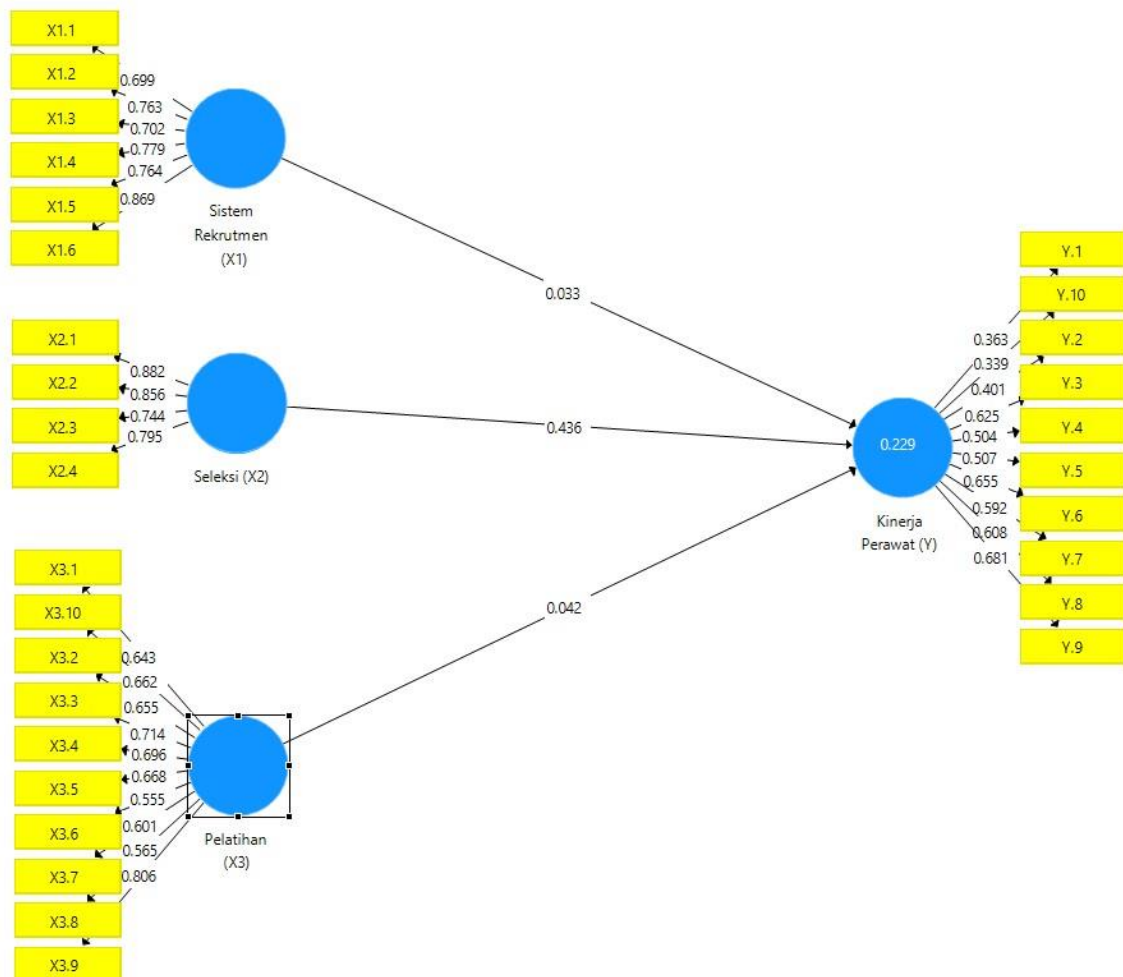 X1.1
X1.2
X1.3
X1.4
X1.5
X1.6
0.699
0.763
0.702
0.779
0.764
0.869
Sistem
Rekrutmen
(X1)
0.033
X2.1
X2.2
X2.3
X2.4
0.882
0.856
0.744
0.795
Seleksi (X2)
0.436
X3.1
X3.10
X3.2
X3.3
X3.4
X3.5
X3.6
X3.7
X3.8
X3.9
0.643
0.662
0.655
0.714
0.696
0.668
0.555
0.601
0.565
0.806
Pelatihan
(X3)
0.042
0.229
Kinerja
Perawat (Y)
0.363
0.339
0.401
0.625
0.504
0.507
0.655
0.592
0.608
0.681
Y.1
Y.10
Y.2
Y.3
Y.4
Y.5
Y.6
Y.7
Y.8
Y.9